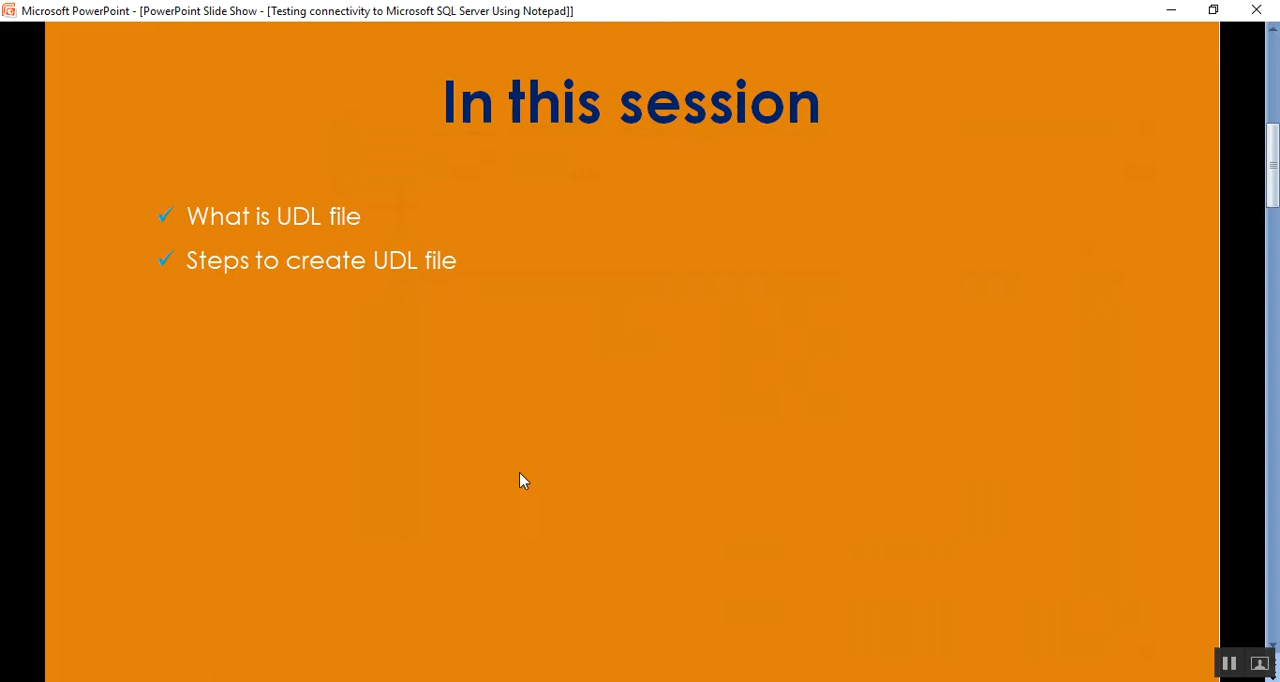 Microsoft PowerPoint - [PowerPoint Slide Show - [Testing connectivity to Microsoft SQL Server Using Notepad]]
In this session
✓ What is UDL file
✓ Steps to create UDL file